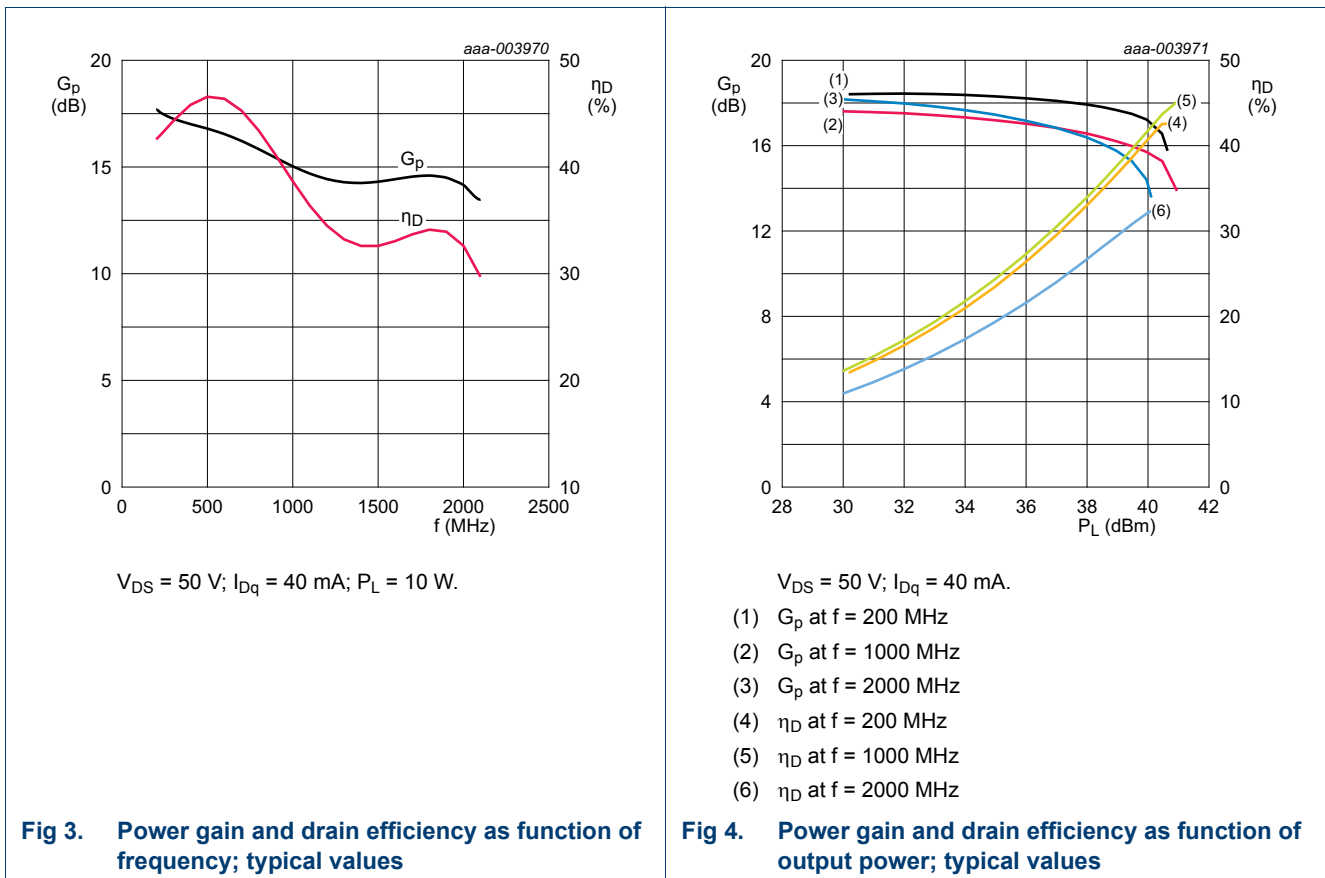 aaa-003970
G_p
(dB)
η_D
(%)
20
15
10
5
0
50
40
30
20
10
G_p
η_D
0 500 1000 1500 2000 2500
f (MHz)
V_DS = 50 V; I_Dq = 40 mA; P_L = 10 W.
Fig 3. Power gain and drain efficiency as function of
frequency; typical values
aaa-003971
G_p
(dB)
η_D
(%)
20
16
12
8
4
0
50
40
30
20
10
0
(1)
(3)
(2)
(5)
(4)
(6)
28 30 32 34 36 38 40 42
P_L (dBm)
V_DS = 50 V; I_Dq = 40 mA.
(1) G_p at f = 200 MHz
(2) G_p at f = 1000 MHz
(3) G_p at f = 2000 MHz
(4) η_D at f = 200 MHz
(5) η_D at f = 1000 MHz
(6) η_D at f = 2000 MHz
Fig 4. Power gain and drain efficiency as function of
output power; typical values